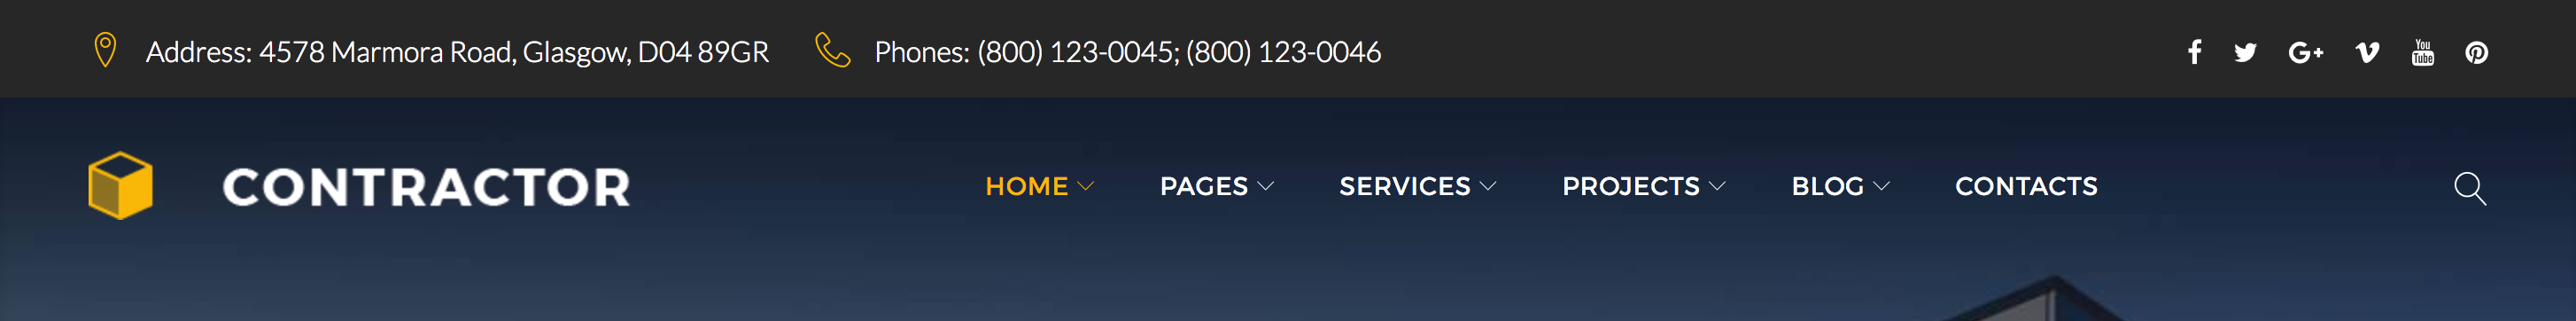 Address: 4578 Marmora Road, Glasgow, D04 89GR Phones: (800) 123-0045; (800) 123-0046 You Tube
CONTRACTOR HOME PAGES SERVICES PROJECTS BLOG CONTACTS